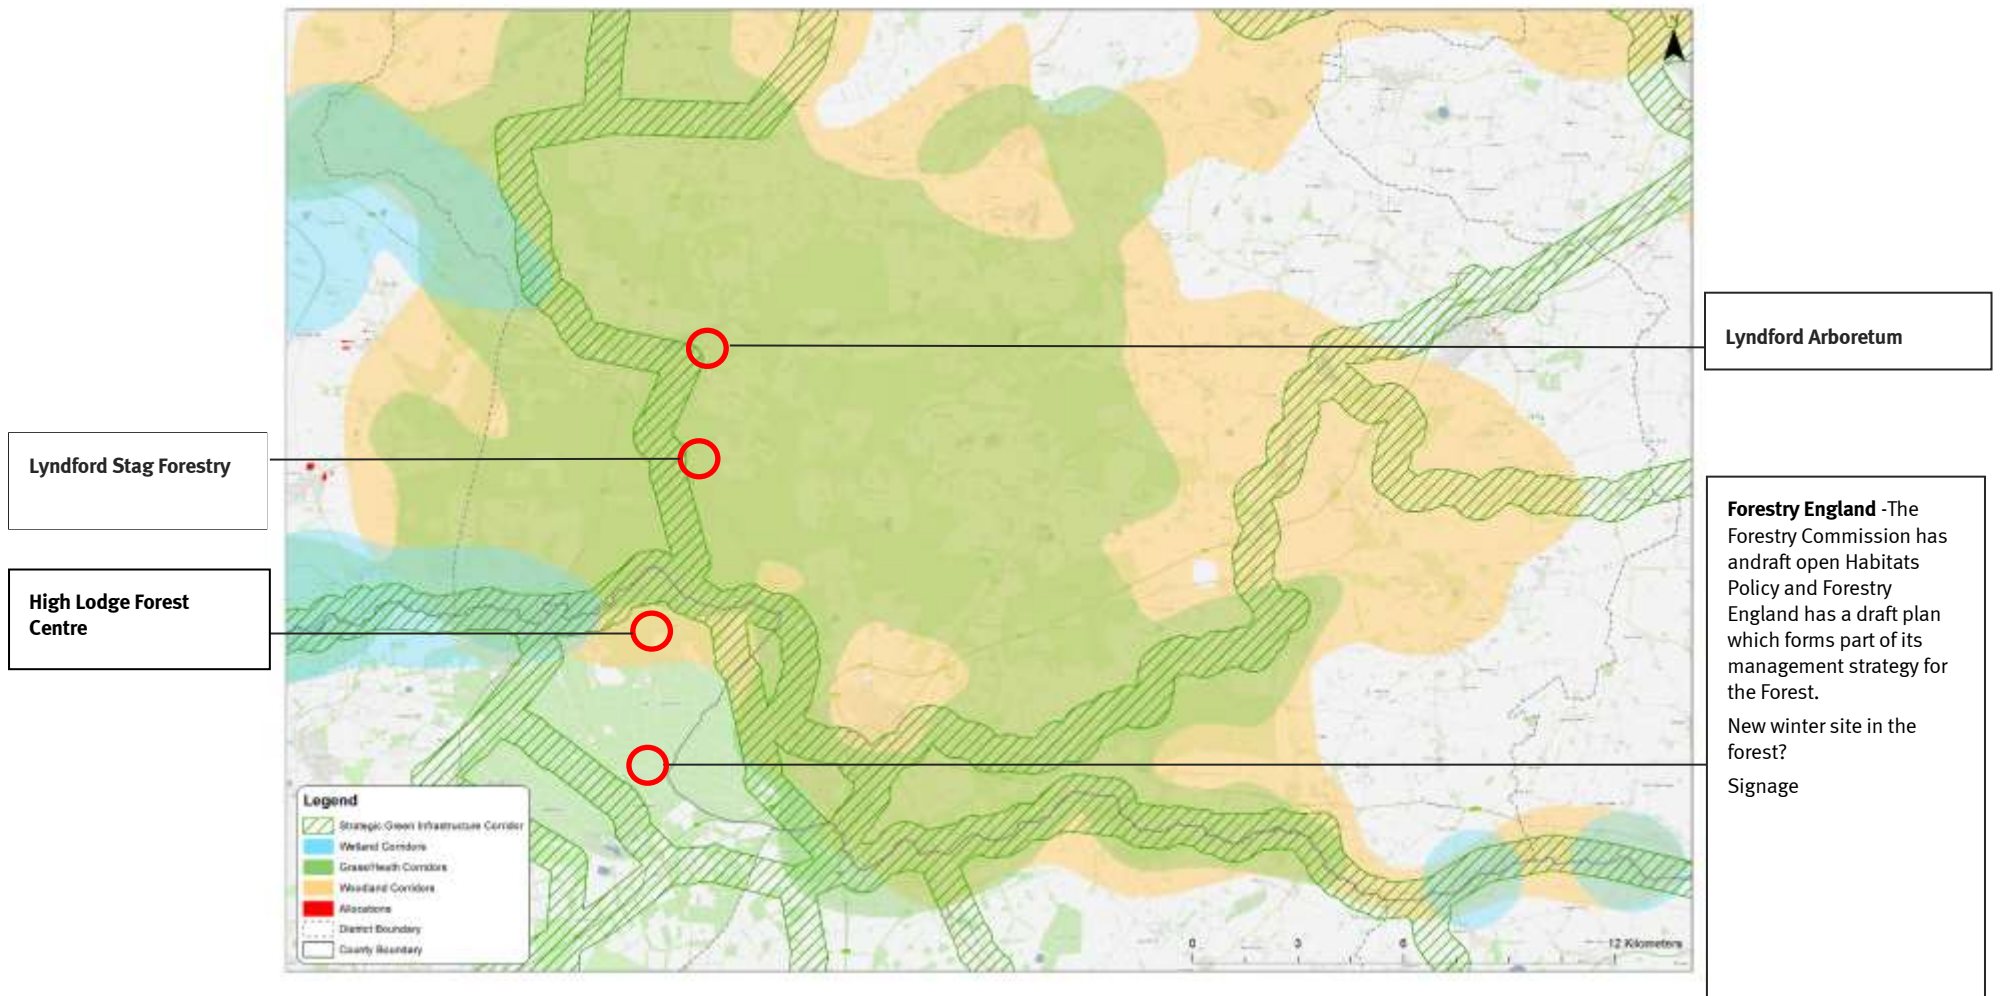 Lyndford Arboretum
Lyndford Stag Forestry
High Lodge Forest
Centre
Forestry England -The
Forestry Commission has
andraft open Habitats
Policy and Forestry
England has a draft plan
which forms part of its
management strategy for
the Forest.
New winter site in the
forest?
Signage
Legend
Strategic Green Infrastructure Corridor
Wetland Corridors
Grass/Heath Corridors
Woodland Corridors
Allocations
District Boundary
County Boundary
0 3 6 12 Kilometers